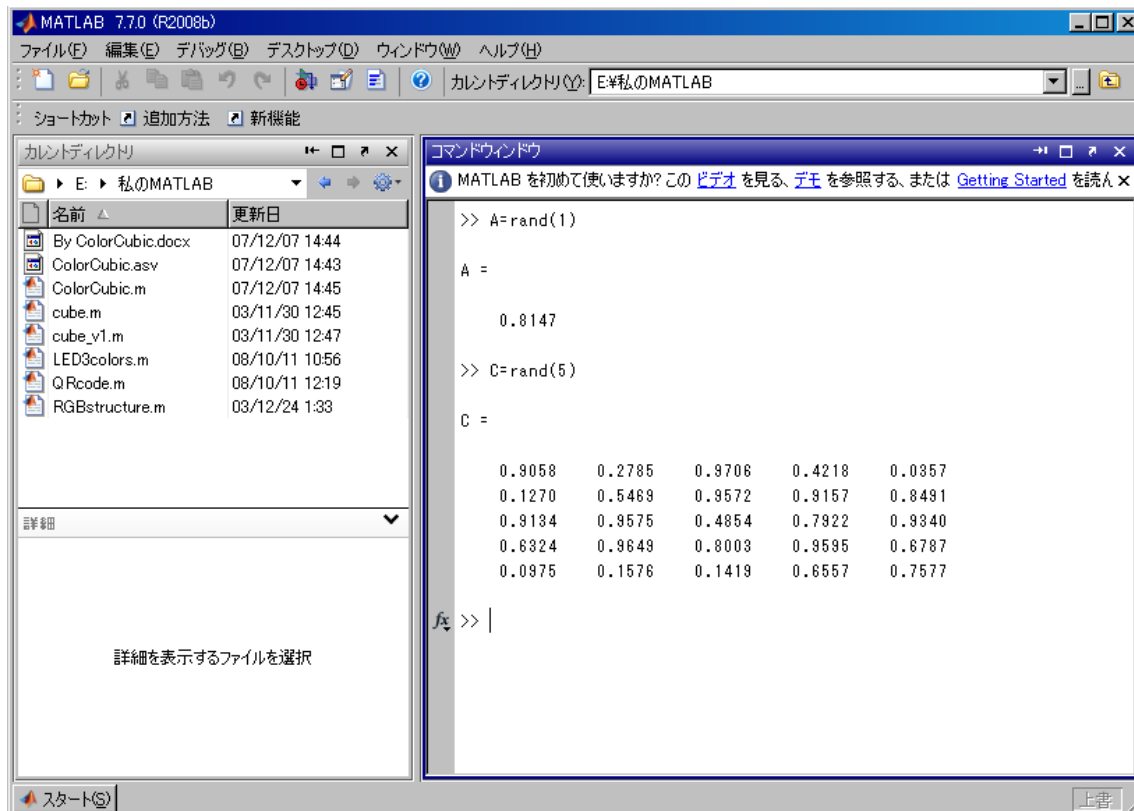 MATLAB 7.7.0 (R2008b)
ファイル(F) 編集(E) デバッグ(B) デスクトップ(D) ウィンドウ(W) ヘルプ(H)
カレントディレクトリ(Y): E:¥私のMATLAB
ショートカット 追加方法 新機能
カレントディレクトリ
E: 私のMATLAB
名前 更新日
By ColorCubic.docx 07/12/07 14:44
ColorCubic.asv 07/12/07 14:43
ColorCubic.m 07/12/07 14:45
cube.m 03/11/30 12:45
cube_v1.m 03/11/30 12:47
LED3colors.m 08/10/11 10:56
QRcode.m 08/10/11 12:19
RGBstructure.m 03/12/24 1:33
詳細
詳細を表示するファイルを選択
コマンドウィンドウ
MATLAB を初めて使いますか? この ビデオ を見る、デモ を参照する、または Getting Started を読ん
>> A=rand(1)
A =
0.8147
>> C=rand(5)
C =
0.9058 0.2785 0.9706 0.4218 0.0357
0.1270 0.5469 0.9572 0.9157 0.8491
0.9134 0.9575 0.4854 0.7922 0.9340
0.6324 0.9649 0.8003 0.9595 0.6787
0.0975 0.1576 0.1419 0.6557 0.7577
fx >>
スタート(S)
上書